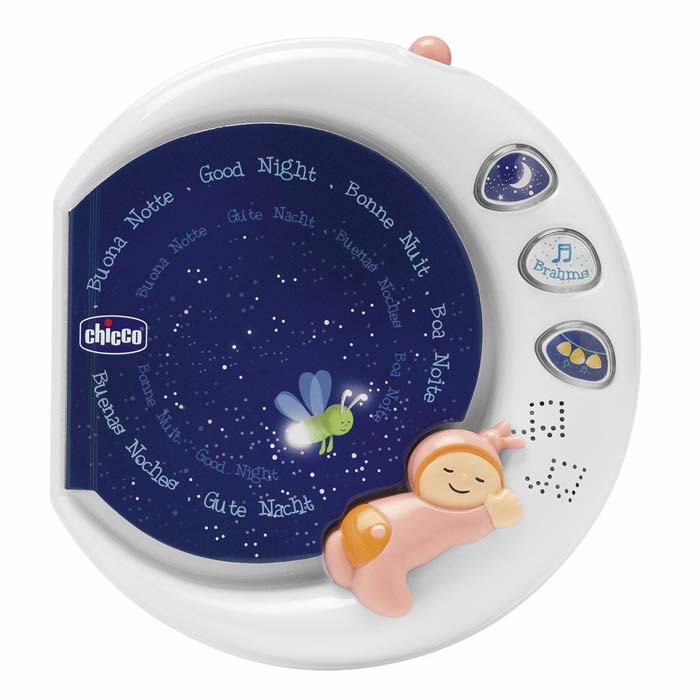 Buona Notte . Good Night . Bonne Nuit . Boa Noite
Buona Notte . Gute Nacht . Buenas Noches . Boa Noite
chicco
Bonne Nuit . Good Night
Buenas Noches . Gute Nacht
Brahms